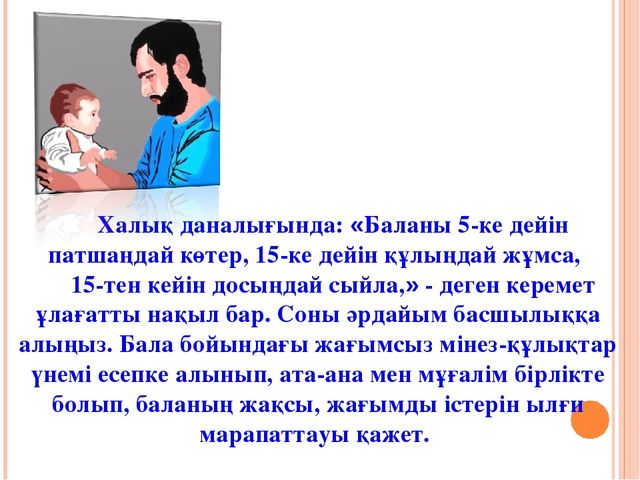 Халық даналығында: «Баланы 5-ке дейін
патшаңдай көтер, 15-ке дейін құлыңдай жұмса,
15-тен кейін досыңдай сыйла,» - деген керемет
ұлағатты нақыл бар. Соны әрдайым басшылыққа
алыңыз. Бала бойындағы жағымсыз мінез-құлықтар
үнемі есепке алынып, ата-ана мен мұғалім бірлікте
болып, баланың жақсы, жағымды істерін ылғи
марапаттауы қажет.